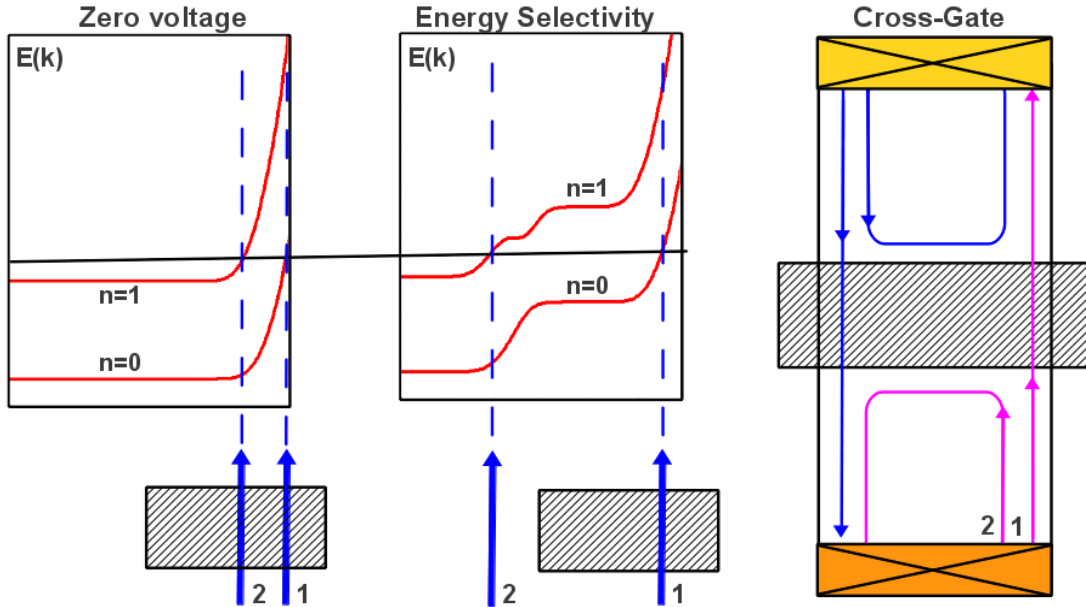 Zero voltage
E(k)
n=1
n=0
2 1
Energy Selectivity
E(k)
n=1
n=0
2 1
Cross-Gate
2 1